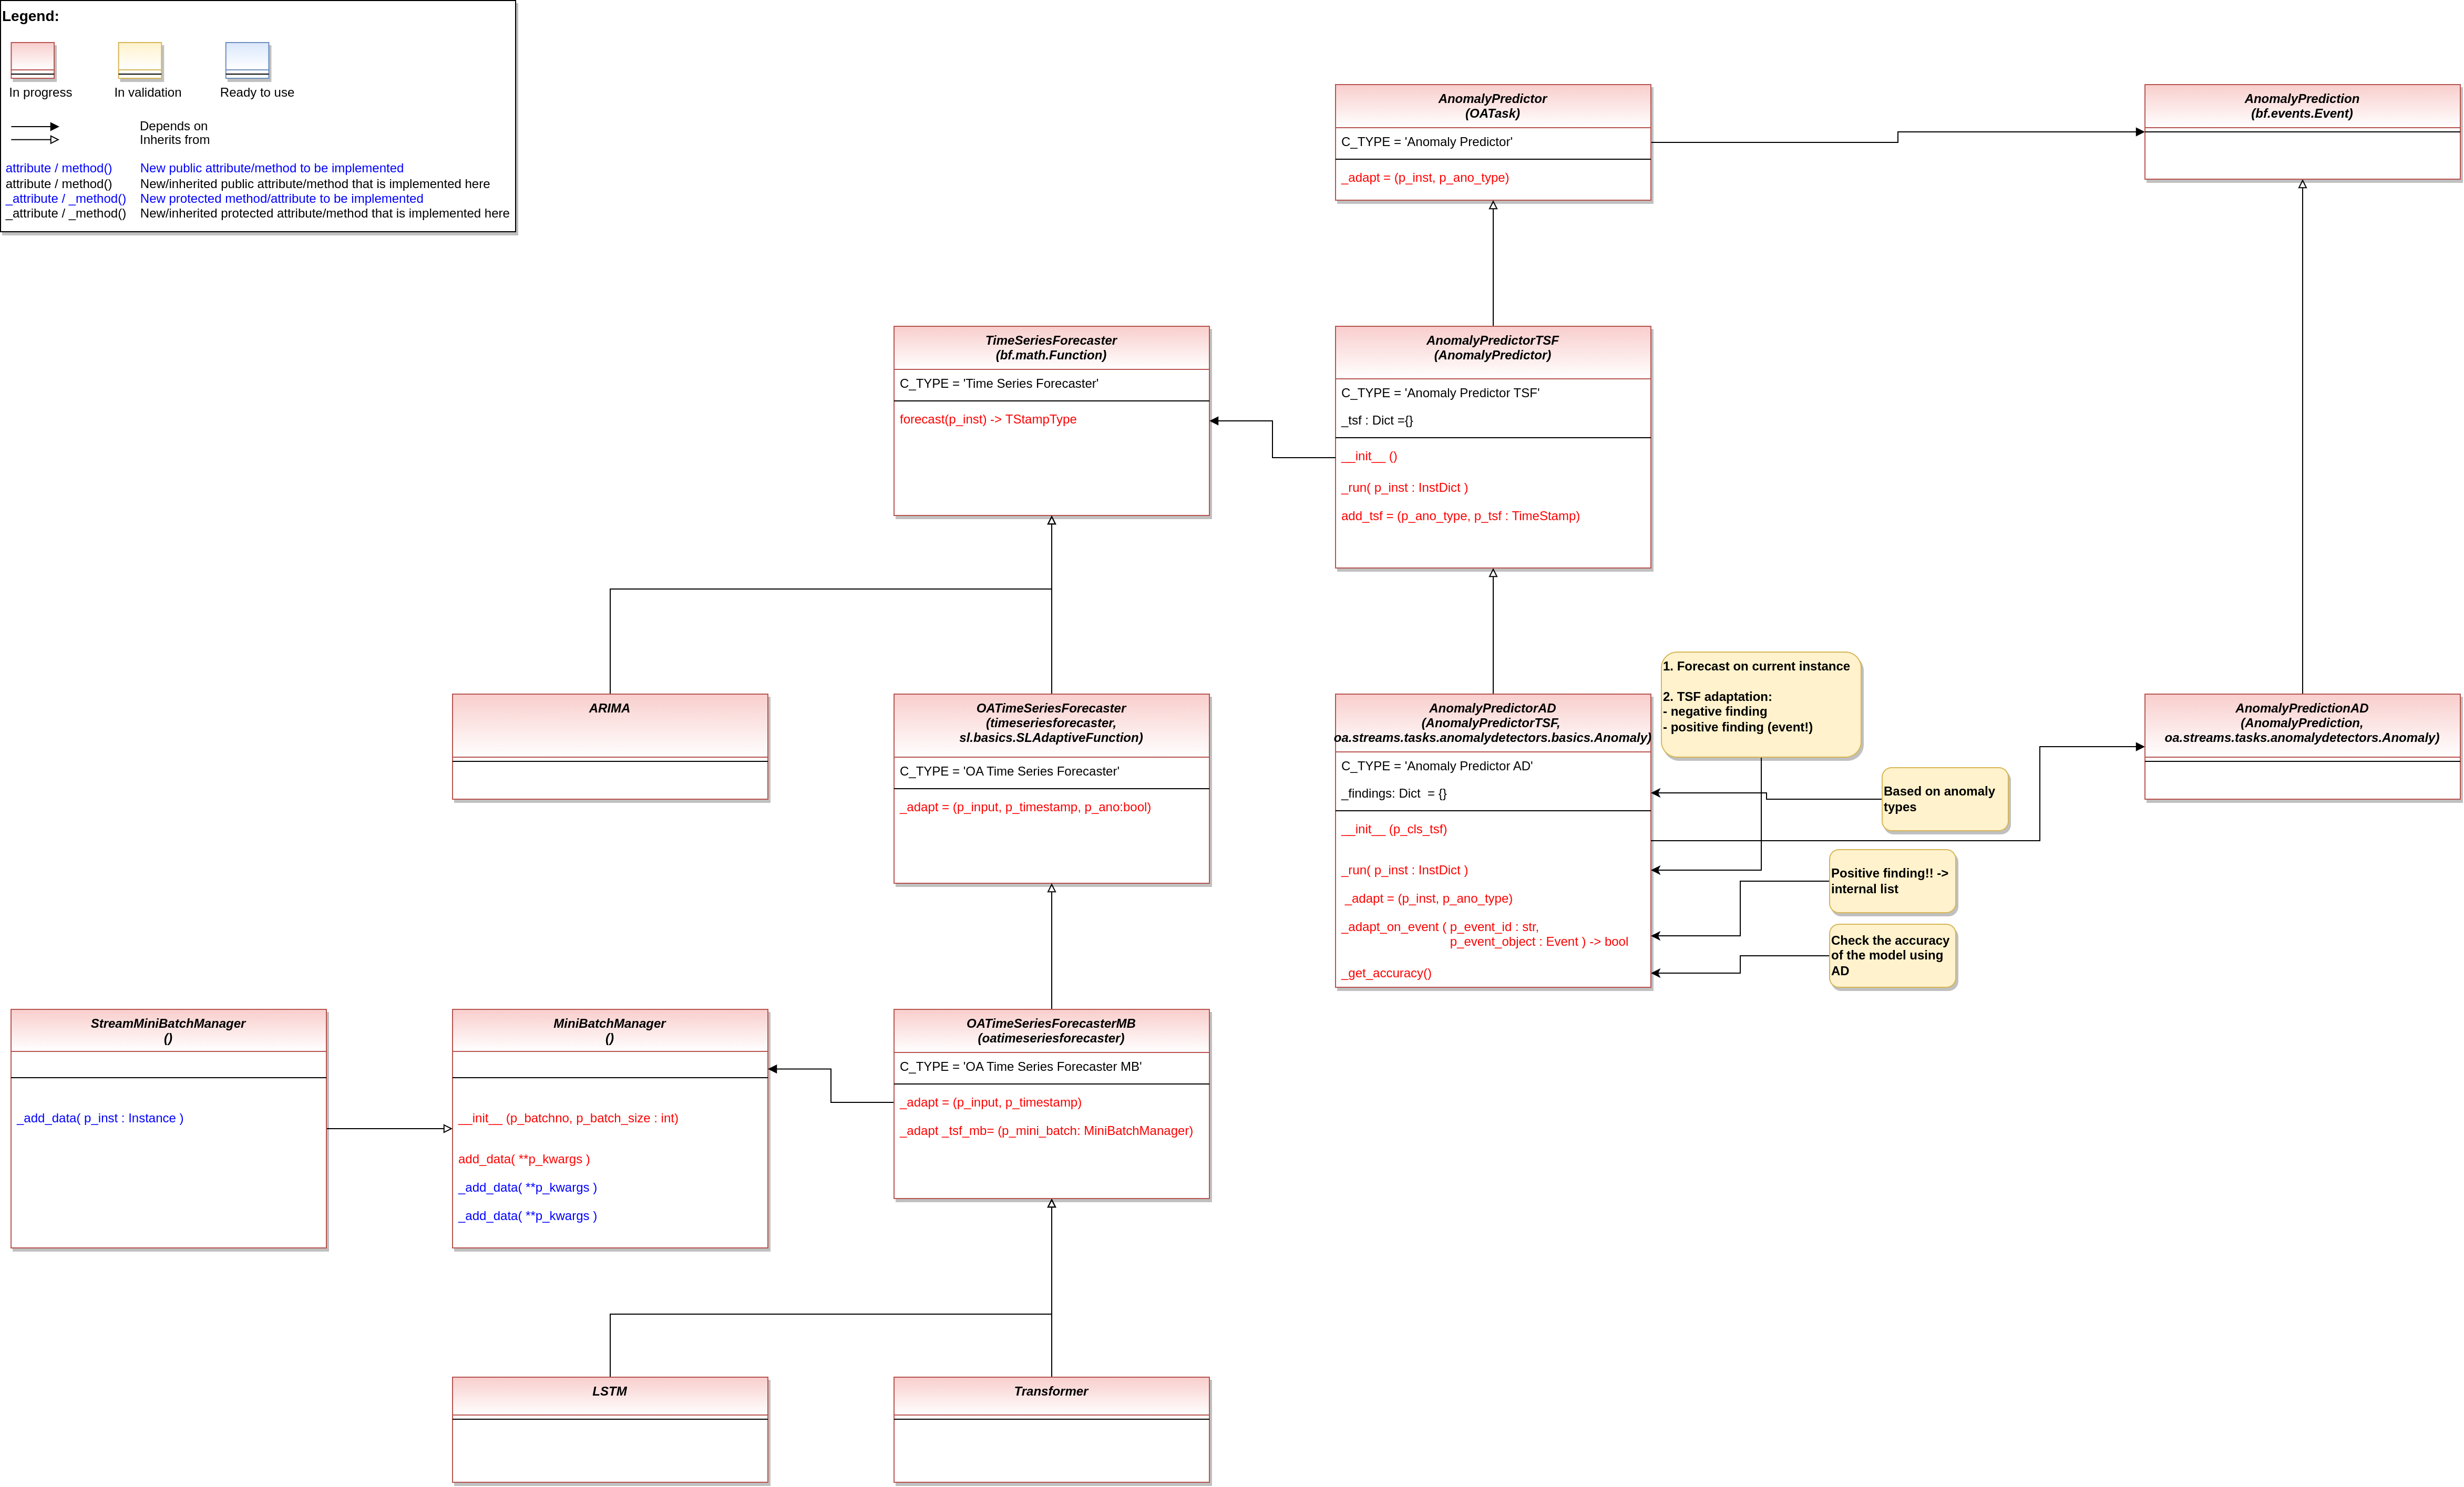 Legend:
In progress
In validation
Ready to use
Depends on
Inherits from
attribute / method() New public attribute/method to be implemented
attribute / method() New/inherited public attribute/method that is implemented here
_attribute / _method() New protected method/attribute to be implemented
_attribute / _method() New/inherited protected attribute/method that is implemented here
AnomalyPredictor
(OATask)
C_TYPE = 'Anomaly Predictor'
_adapt = (p_inst, p_ano_type)
AnomalyPrediction
(bf.events.Event)
TimeSeriesForecaster
(bf.math.Function)
C_TYPE = 'Time Series Forecaster'
forecast(p_inst) -> TStampType
AnomalyPredictorTSF
(AnomalyPredictor)
C_TYPE = 'Anomaly Predictor TSF'
_tsf : Dict ={}
__init__ ()
_run( p_inst : InstDict )
add_tsf = (p_ano_type, p_tsf : TimeStamp)
ARIMA
OATimeSeriesForecaster
(timeseriesforecaster,
sl.basics.SLAdaptiveFunction)
C_TYPE = 'OA Time Series Forecaster'
_adapt = (p_input, p_timestamp, p_ano:bool)
AnomalyPredictorAD
(AnomalyPredictorTSF,
oa.streams.tasks.anomalydetectors.basics.Anomaly)
C_TYPE = 'Anomaly Predictor AD'
_findings: Dict  = {}
__init__ (p_cls_tsf)
_run( p_inst : InstDict )
_adapt = (p_inst, p_ano_type)
_adapt_on_event ( p_event_id : str,
p_event_object : Event ) -> bool
_get_accuracy()
1. Forecast on current instance
2. TSF adaptation:
- negative finding
- positive finding (event!)
Based on anomaly
types
Positive finding!! ->
internal list
Check the accuracy
of the model using
AD
AnomalyPredictionAD
(AnomalyPrediction,
oa.streams.tasks.anomalydetectors.Anomaly)
StreamMiniBatchManager
()
_add_data( p_inst : Instance )
MiniBatchManager
()
__init__ (p_batchno, p_batch_size : int)
add_data( **p_kwargs )
_add_data( **p_kwargs )
_add_data( **p_kwargs )
OATimeSeriesForecasterMB
(oatimeseriesforecaster)
C_TYPE = 'OA Time Series Forecaster MB'
_adapt = (p_input, p_timestamp)
_adapt _tsf_mb= (p_mini_batch: MiniBatchManager)
LSTM
Transformer